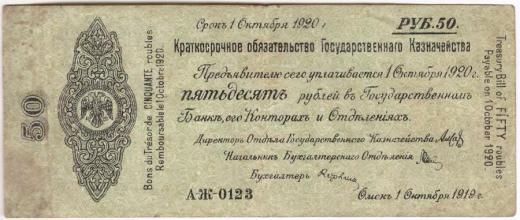 Срокъ 1 Октября 1920 г.
РУБ. 50.
Краткосрочное обязательство Государственнаго Казначейства
Предъявителю сего уплачивается 1 Октября 1920 г.
пятьдесятъ рублей въ Государственномъ
Банкѣ, его Конторахъ и Отдѣленіяхъ.
Директоръ Отдѣла Государственнаго Казначейства
Начальникъ Бухгалтерскаго Отдѣленія
Бухгалтеръ
А-Ж-0123
Омскъ 1 Октября 1919 г.
50
Bons du Trésor de CINQUANTE roubles
Remboursable le 1 Octobre 1920.
Treasury Bill of FIFTY roubles
Payable on 1 October 1920